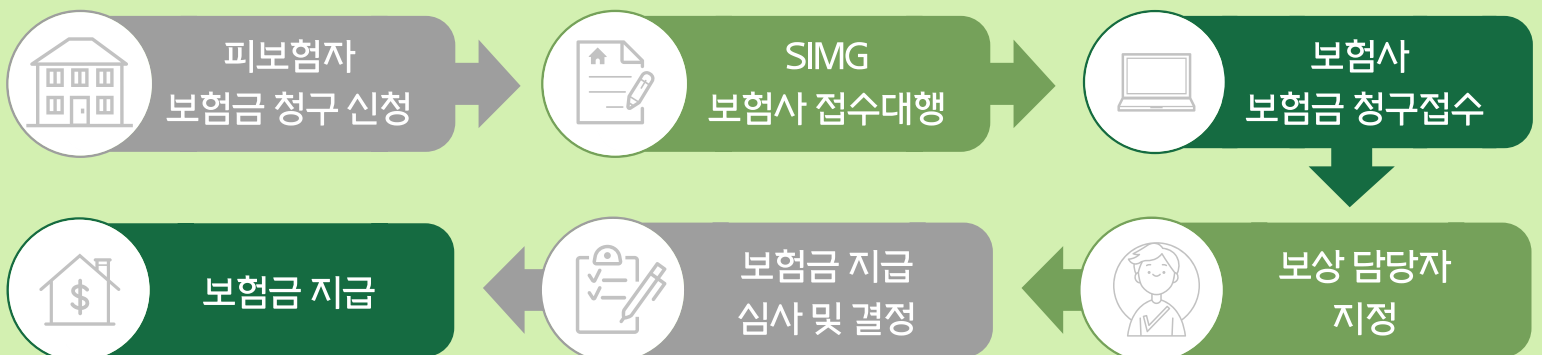 피보험자
보험금 청구 신청
SIMG
보험사 접수대행
보험사
보험금 청구접수
보상 담당자
지정
보험금 지급
심사 및 결정
보험금 지급
$